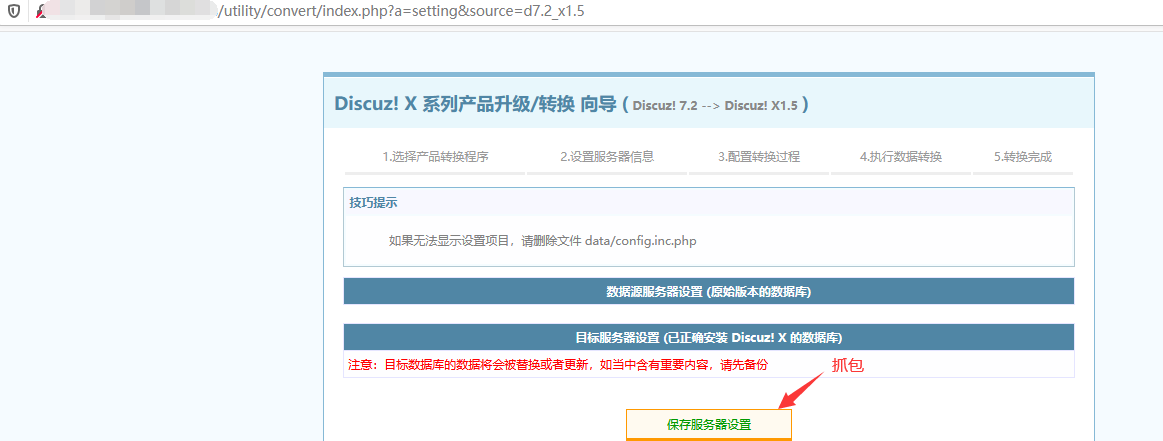 /utility/convert/index.php?a=setting&source=d7.2_x1.5
Discuz! X 系列产品升级/转换 向导 ( Discuz! 7.2 --> Discuz! X1.5 )
1.选择产品转换程序 2.设置服务器信息 3.配置转换过程 4.执行数据转换 5.转换完成
技巧提示
如果无法显示设置项目，请删除文件 data/config.inc.php
数据源服务器设置 (原始版本的数据库)
目标服务器设置 (已正确安装 Discuz! X 的数据库)
注意：目标数据库的数据将会被替换或者更新，如当中含有重要内容，请先备份
抓包
保存服务器设置